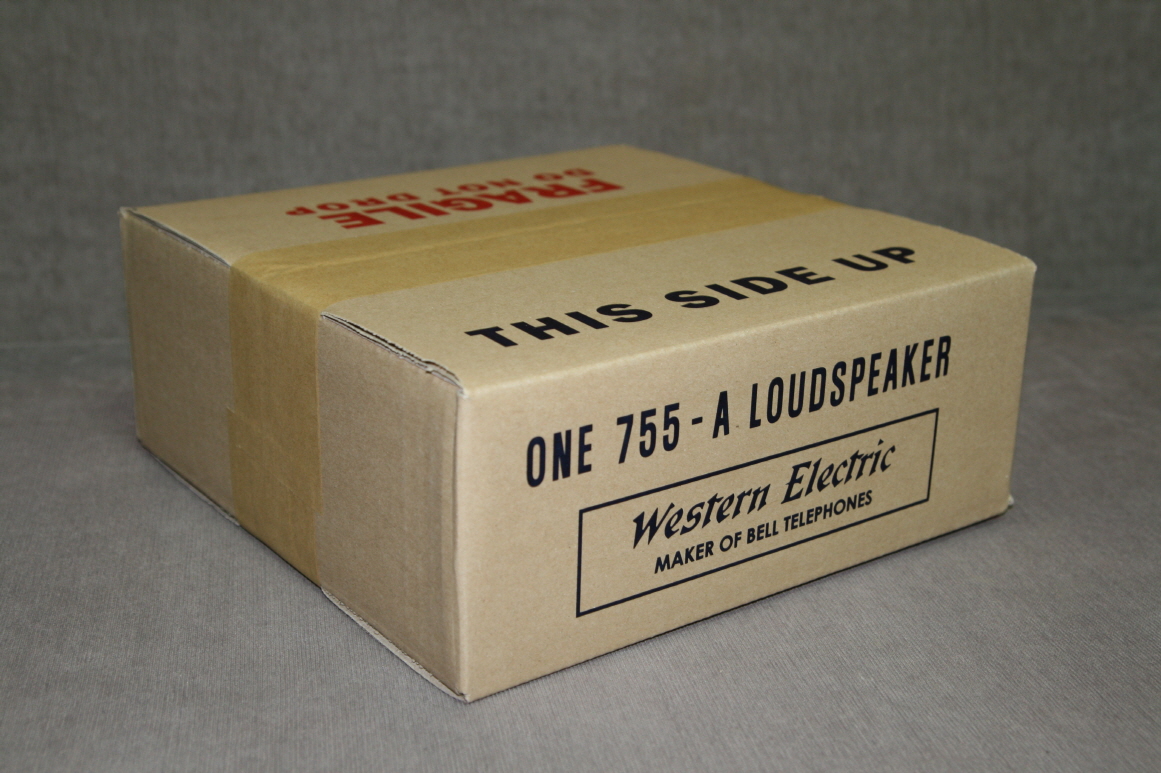 FRAGILE
DO NOT DROP
THIS SIDE UP
ONE 755-A LOUDSPEAKER
Western Electric
MAKER OF BELL TELEPHONES